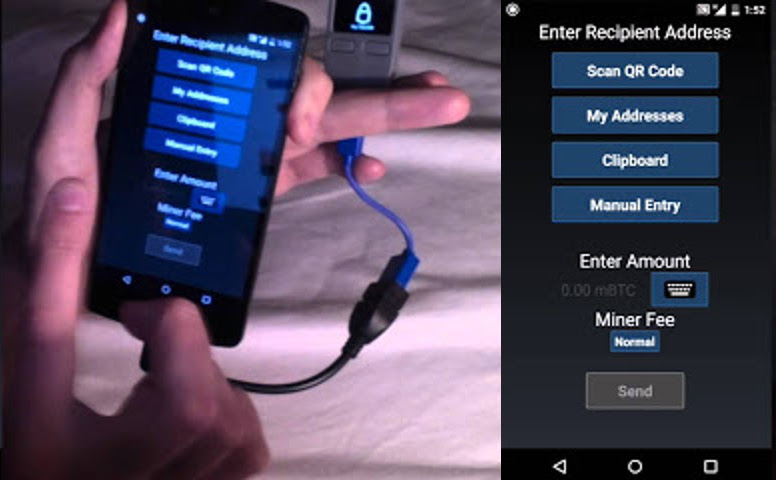 Enter Recipient Address
Scan QR Code
My Addresses
Clipboard
Manual Entry
Enter Amount
Miner Fee
Normal
Send
1:52
Enter Recipient Address
Scan QR Code
My Addresses
Clipboard
Manual Entry
Enter Amount
0.00 mBTC
Miner Fee
Normal
Send